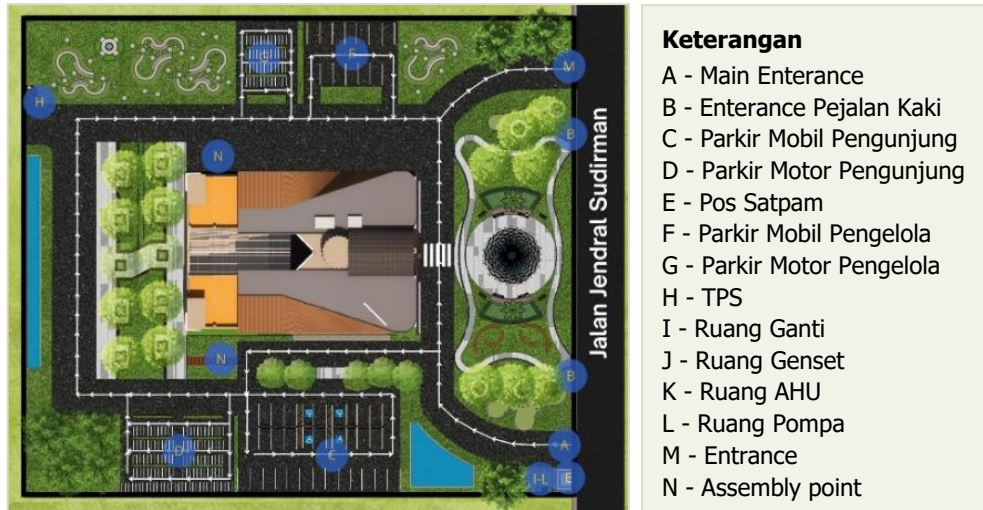 G
F
M
H
B
N
Jalan Jendral Sudirman
N
B
D
C
A
I-L
E
Keterangan
A - Main Enterance
B - Enterance Pejalan Kaki
C - Parkir Mobil Pengunjung
D - Parkir Motor Pengunjung
E - Pos Satpam
F - Parkir Mobil Pengelola
G - Parkir Motor Pengelola
H - TPS
I - Ruang Ganti
J - Ruang Genset
K - Ruang AHU
L - Ruang Pompa
M - Entrance
N - Assembly point